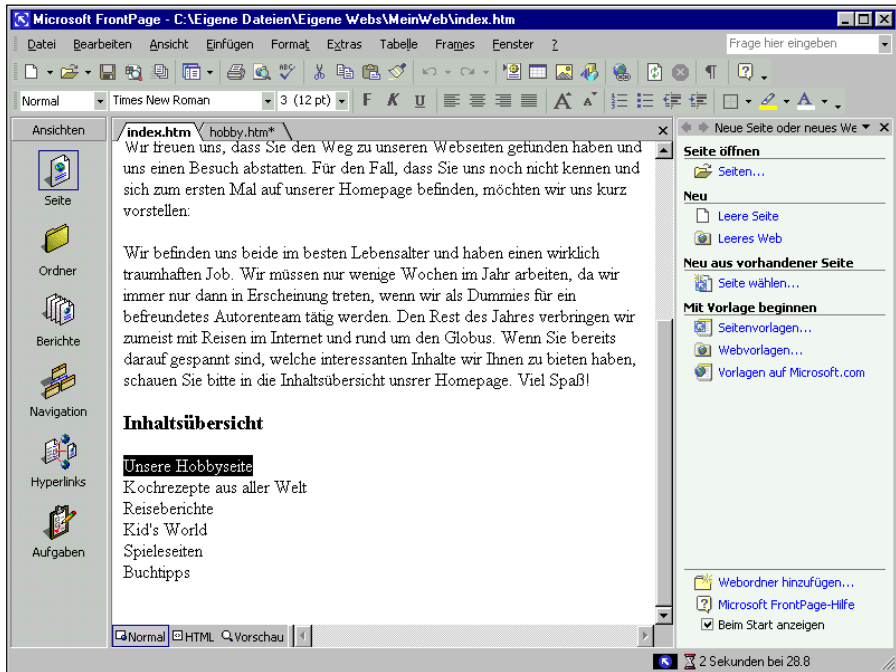 Microsoft FrontPage - C:\Eigene Dateien\Eigene Webs\MeinWeb\index.htm
Datei Bearbeiten Ansicht Einfügen Format Extras Tabelle Frames Fenster ? Frage hier eingeben
Normal Times New Roman 3 (12 pt) F K U
Ansichten
Seite
Ordner
Berichte
Navigation
Hyperlinks
Aufgaben
index.htm hobby.htm*
Wir freuen uns, dass Sie den Weg zu unseren Webseiten gefunden haben und
uns einen Besuch abstatten. Für den Fall, dass Sie uns noch nicht kennen und
sich zum ersten Mal auf unserer Homepage befinden, möchten wir uns kurz
vorstellen:
Wir befinden uns beide im besten Lebensalter und haben einen wirklich
traumhaften Job. Wir müssen nur wenige Wochen im Jahr arbeiten, da wir
immer nur dann in Erscheinung treten, wenn wir als Dummies für ein
befreundetes Autorenteam tätig werden. Den Rest des Jahres verbringen wir
zumeist mit Reisen im Internet und rund um den Globus. Wenn Sie bereits
darauf gespannt sind, welche interessanten Inhalte wir Ihnen zu bieten haben,
schauen Sie bitte in die Inhaltsübersicht unsrer Homepage. Viel Spaß!
Inhaltsübersicht
Unsere Hobbyseite
Kochrezepte aus aller Welt
Reiseberichte
Kid's World
Spieleseiten
Buchtipps
Normal HTML Vorschau
Neue Seite oder neues We
Seite öffnen
Seiten...
Neu
Leere Seite
Leeres Web
Neu aus vorhandener Seite
Seite wählen...
Mit Vorlage beginnen
Seitenvorlagen...
Webvorlagen...
Vorlagen auf Microsoft.com
Webordner hinzufügen...
Microsoft FrontPage-Hilfe
Beim Start anzeigen
2 Sekunden bei 28.8